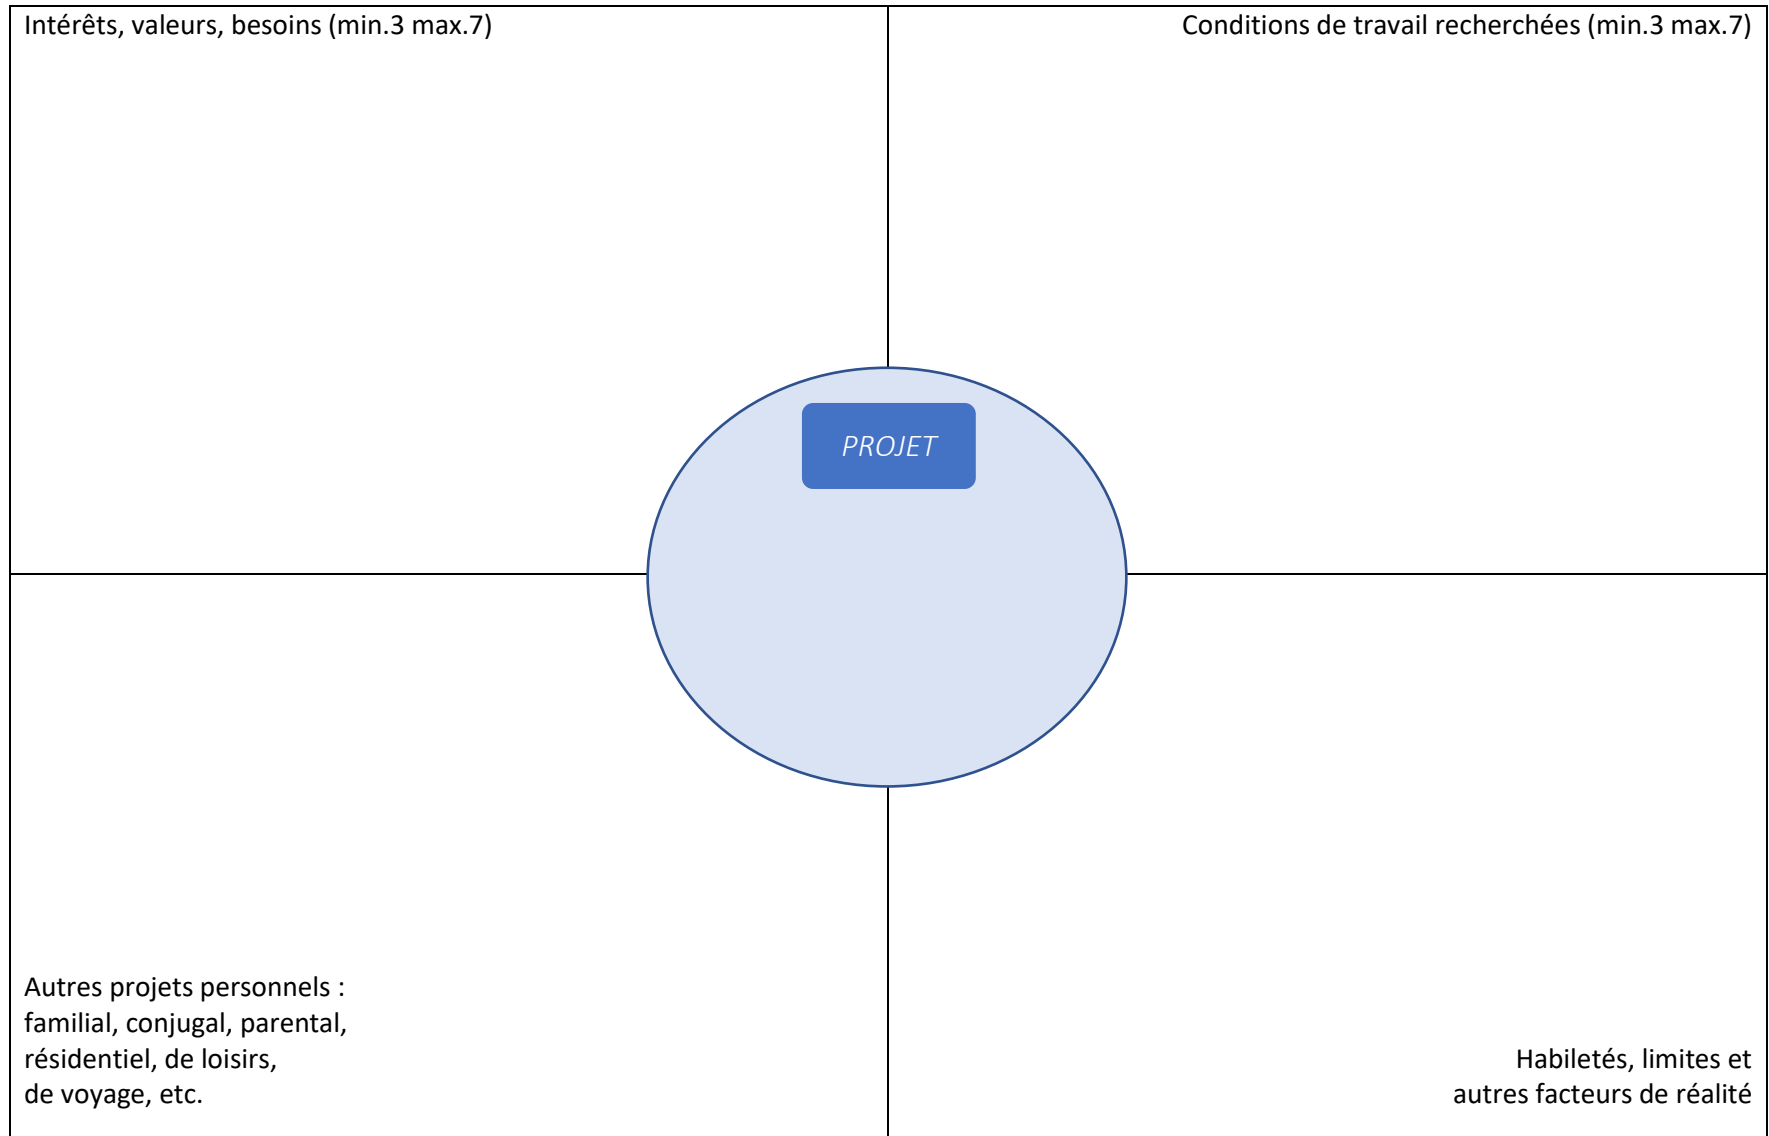 Intérêts, valeurs, besoins (min.3 max.7)
Conditions de travail recherchées (min.3 max.7)
PROJET
Autres projets personnels :
familial, conjugal, parental,
résidentiel, de loisirs,
de voyage, etc.
Habiletés, limites et
autres facteurs de réalité